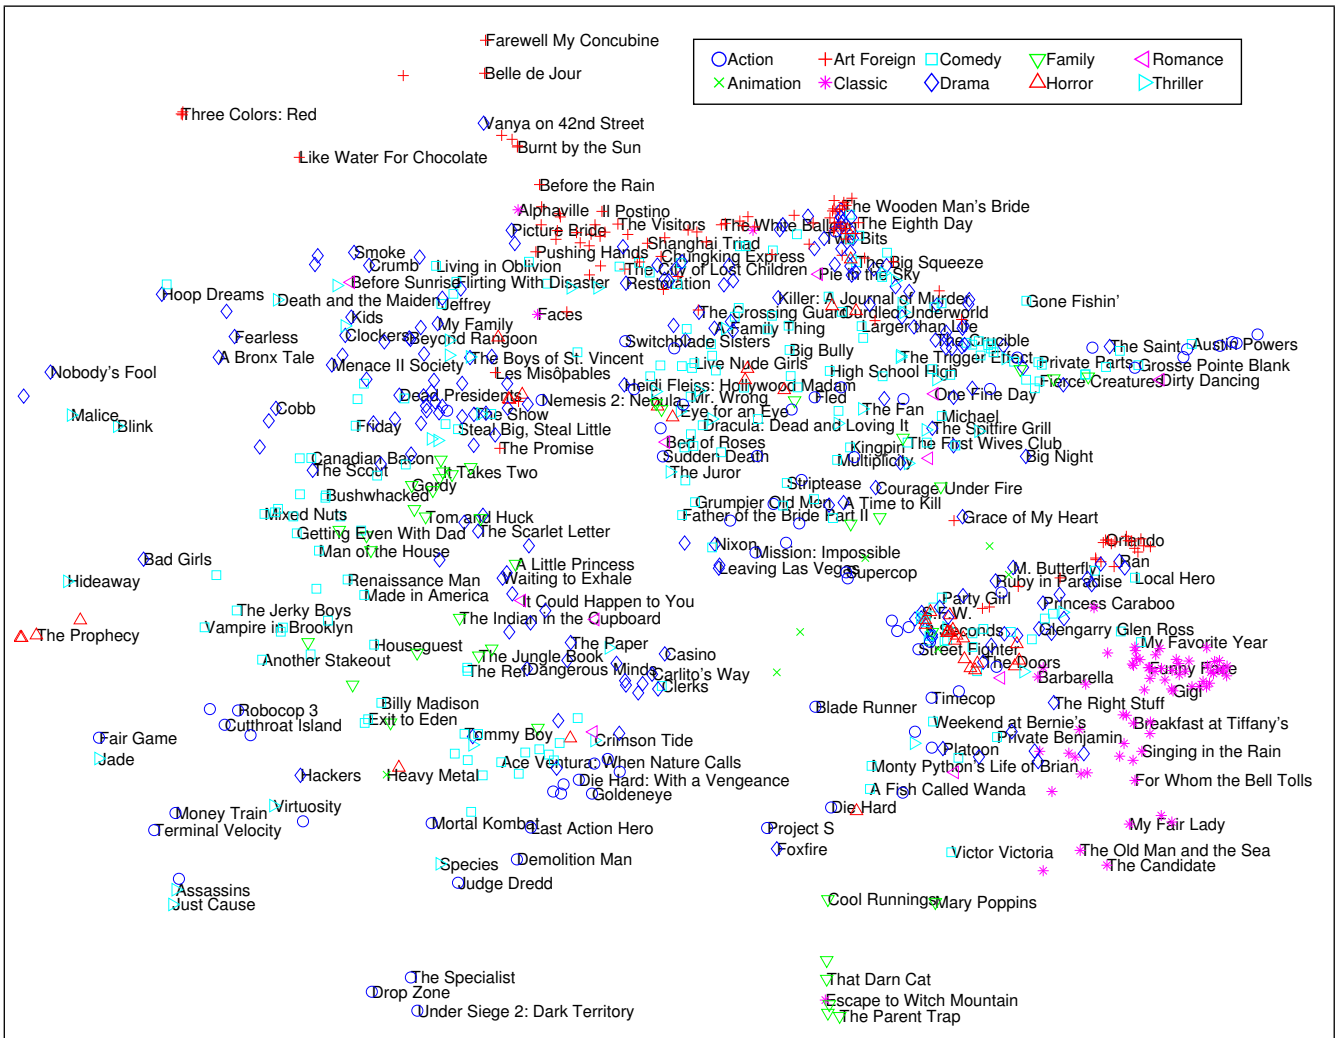 Farewell My Concubine
Action
Art Foreign
Comedy
Family
Romance
Belle de Jour
Animation
Classic
Drama
Horror
Thriller
Three Colors: Red
Vanya on 42nd Street
Burnt by the Sun
Like Water For Chocolate
Before the Rain
Alphaville
Il Postino
The Wooden Man's Bride
Picture Bride
The Visitors
The White Balloon
The Eighth Day
Shanghai Triad
Two Bits
Smoke
Pushing Hands
Chungking Express
Crumb
Living in Oblivion
The City of Lost Children
The Big Squeeze
Pie in the Sky
Before Sunrise
Flirting With Disaster
Restoration
Hoop Dreams
Death and the Maiden
Jeffrey
Killer: A Journal of Murder
Gone Fishin'
Kids
Faces
The Crossing Guard
Curdled
Underworld
My Family
A Family Thing
Larger than Life
Fearless
Clockers
Beyond Rangoon
Switchblade Sisters
The Crucible
The Saint
Austin Powers
A Bronx Tale
The Boys of St. Vincent
Big Bully
The Trigger Effect
Private Parts
Grosse Pointe Blank
Menace II Society
Les Misôpables
Live Nude Girls
High School High
Nobody's Fool
Fierce Creatures
Dirty Dancing
Heidi Fleiss: Hollywood Madam
Dead Presidents
Nemesis 2: Nebula
Mr. Wrong
Fled
One Fine Day
Cobb
The Show
Eye for an Eye
The Fan
Michael
Malice
Blink
Friday
Steal Big, Steal Little
Dracula: Dead and Loving It
The Spitfire Grill
The Promise
Bed of Roses
Kingpin
The First Wives Club
Canadian Bacon
Sudden Death
Multiplicity
Big Night
The Scout
It Takes Two
The Juror
Gordy
Striptease
Courage Under Fire
Bushwhacked
Grumpier Old Men
A Time to Kill
Mixed Nuts
Tom and Huck
Father of the Bride Part II
Grace of My Heart
Getting Even With Dad
The Scarlet Letter
Man of the House
Nixon
Mission: Impossible
Orlando
Bad Girls
A Little Princess
Leaving Las Vegas
Supercop
M. Butterfly
Ran
Hideaway
Renaissance Man
Waiting to Exhale
Ruby in Paradise
Local Hero
Made in America
It Could Happen to You
Party Girl
Princess Caraboo
The Jerky Boys
The Indian in the Cupboard
S.F.W.
Vampire in Brooklyn
Seconds
Glengarry Glen Ross
The Prophecy
Houseguest
The Paper
Street Fighter
My Favorite Year
Another Stakeout
The Jungle Book
Casino
The Doors
Funny Face
The Ref
Dangerous Minds
Carlito's Way
Barbarella
Clerks
Gigi
Billy Madison
Timecop
The Right Stuff
Robocop 3
Exit to Eden
Blade Runner
Cutthroat Island
Weekend at Bernie's
Breakfast at Tiffany's
Fair Game
Tommy Boy
Crimson Tide
Private Benjamin
Platoon
Singing in the Rain
Jade
Ace Ventura: When Nature Calls
Monty Python's Life of Brian
Hackers
Heavy Metal
Die Hard: With a Vengeance
For Whom the Bell Tolls
Goldeneye
A Fish Called Wanda
Virtuosity
Die Hard
Money Train
Mortal Kombat
Last Action Hero
Project S
My Fair Lady
Terminal Velocity
Foxfire
Victor Victoria
The Old Man and the Sea
Species
Demolition Man
The Candidate
Assassins
Judge Dredd
Just Cause
Cool Runnings
Mary Poppins
The Specialist
That Darn Cat
Drop Zone
Escape to Witch Mountain
Under Siege 2: Dark Territory
The Parent Trap